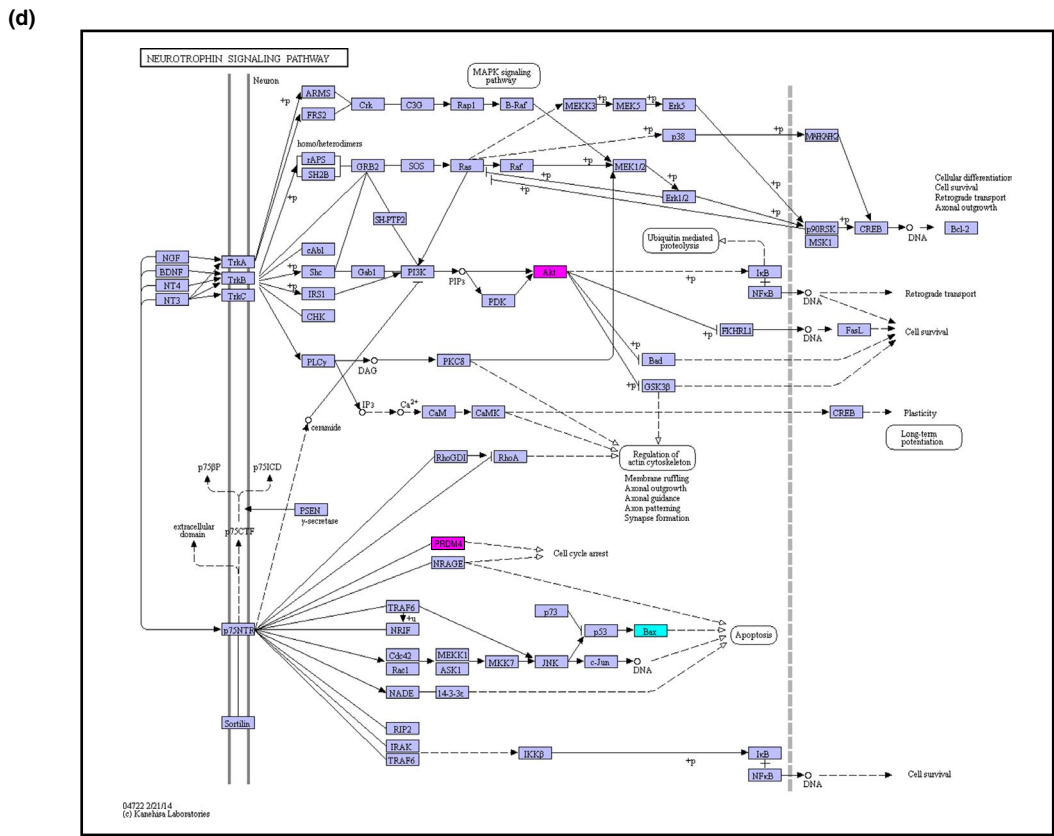 (d)
NEUROTROPHIN SIGNALING PATHWAY
Neuron
MAPK signaling
pathway
+p
ARMS
FRS2
Crk
C3G
Rap1
B-Raf
MEKK3
+p
MEK5
+p
Erk5
+p
+p
p38
+p
homo/heterodimers
rAPS
SH2B
+p
GRB2
SOS
Ras
Raf
+p
MEK1/2
+p
+p
+p
Erk1/2
Cellular differentiation
Cell survival
Retrograde transport
Axonal outgrowth
SH-PTP2
p90RSK
MSK1
+p
CREB
DNA
Bcl-2
Ubiquitin mediated
proteolysis
NGF
BDNF
NT4
NT3
TrkA
TrkB
TrkC
cAbl
+p
Shc
Gab1
PI3K
PIP3
Akt
+p
IκB
+p
IRS1
PDK
NFκB
DNA
Retrograde transport
CHK
+p
FKHRL1
DNA
FasL
Cell survival
PLCγ
DAG
PKCδ
+p
Bad
+p
GSK3β
IP3
Ca2+
CaM
CaMK
CREB
Plasticity
ceramide
Long-term
potentiation
RhoGDI
RhoA
Regulation of
actin cytoskeleton
Membrane ruffling
Axonal outgrowth
Axonal guidance
Axon patterning
Synapse formation
p75βP
p75ICD
PSEN
γ-secretase
extracellular
domain
p75CTF
PRDM4
Cell cycle arrest
NRAGE
TRAF6
+u
NRIF
p73
p53
Bax
Apoptosis
p75NTR
Cdc42
Rac1
MEKK1
ASK1
MKK7
JNK
c-Jun
DNA
NADE
14-3-3ε
Sortilin
RIP2
IRAK
TRAF6
IKKβ
+p
IκB
NFκB
DNA
Cell survival
04722 2/21/14
(c) Kanehisa Laboratories